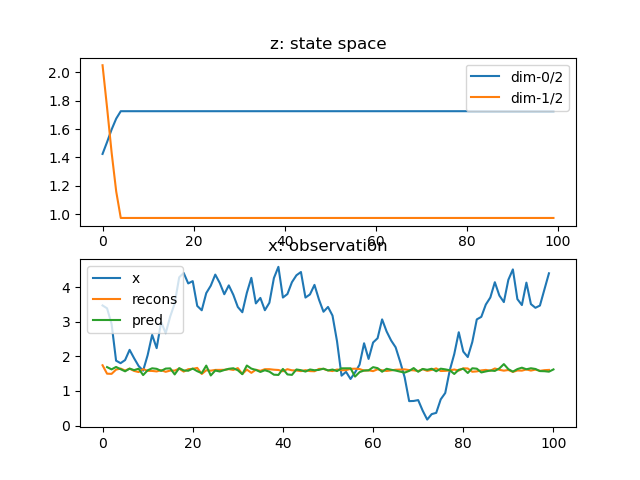 z: state space
2.0
1.8
1.6
1.4
1.2
1.0
dim-0/2
dim-1/2
0 20 40 60 80 100
x: observation
4
3
2
1
0
x
recons
pred
0 20 40 60 80 100